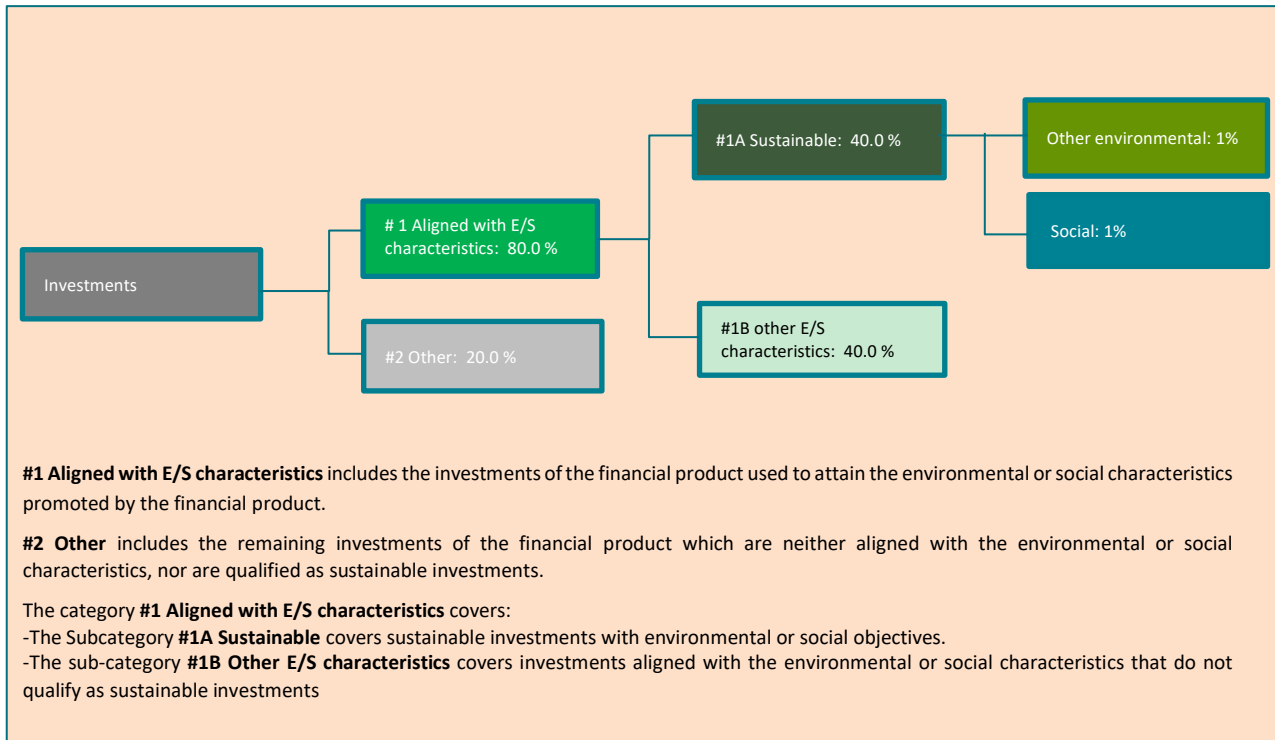 #1A Sustainable: 40.0 %
Other environmental: 1%
# 1 Aligned with E/S
characteristics: 80.0 %
Social: 1%
Investments
#2 Other: 20.0 %
#1B other E/S
characteristics: 40.0 %
#1 Aligned with E/S characteristics includes the investments of the financial product used to attain the environmental or social characteristics
promoted by the financial product.
#2 Other includes the remaining investments of the financial product which are neither aligned with the environmental or social
characteristics, nor are qualified as sustainable investments.
The category #1 Aligned with E/S characteristics covers:
-The Subcategory #1A Sustainable covers sustainable investments with environmental or social objectives.
-The sub-category #1B Other E/S characteristics covers investments aligned with the environmental or social characteristics that do not
qualify as sustainable investments